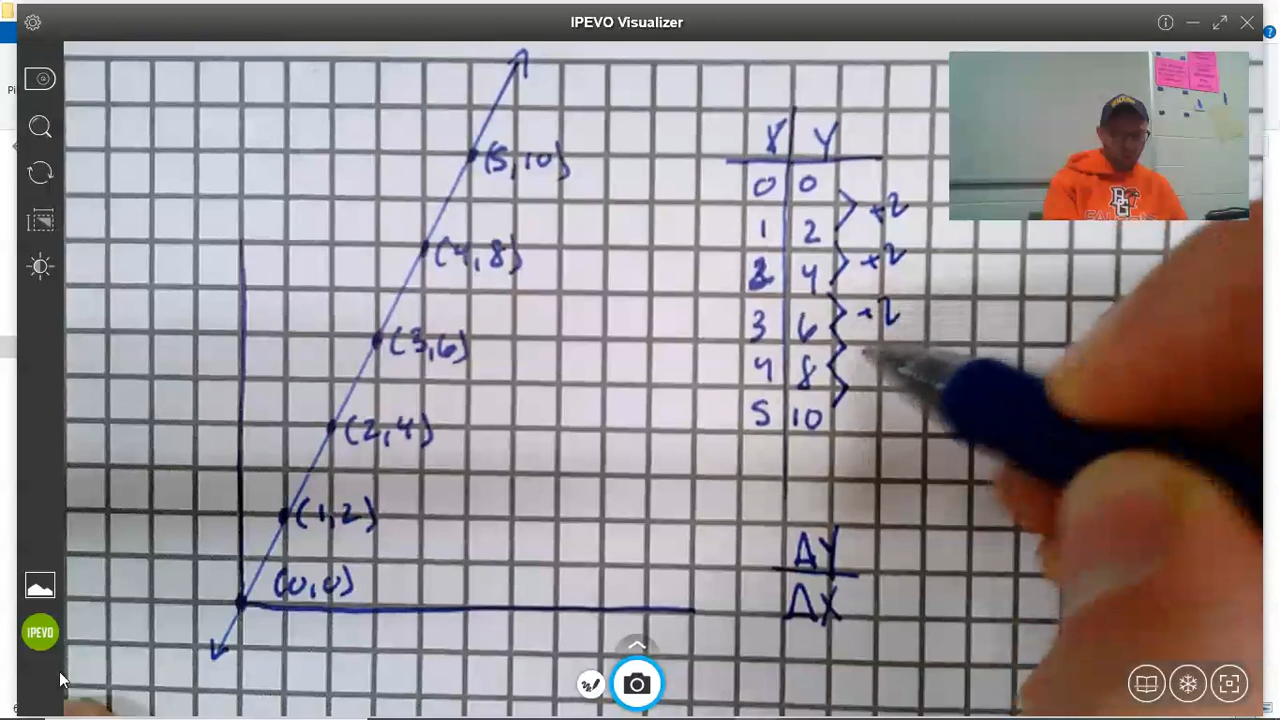 IPEVO Visualizer
X Y
0 0
1 2
2 4
3 6
4 8
5 10
+2
+2
+2
(5,10)
(4,8)
(3,6)
(2,4)
(1,2)
(0,0)
ΔY
ΔX
IPEVO
BG